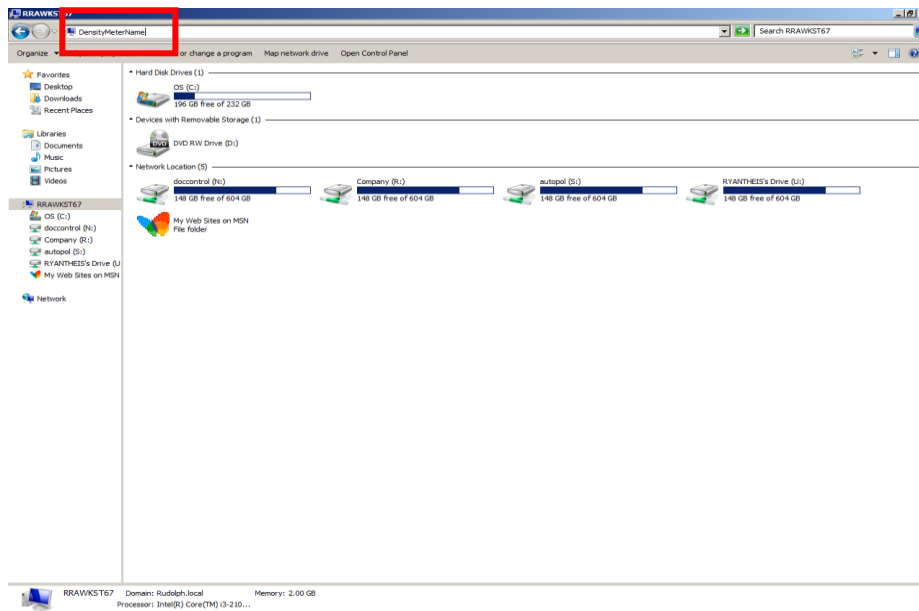 RRAWKST67
DensityMeterName
Search RRAWKST67
Organize or change a program Map network drive Open Control Panel
Favorites
Desktop
Downloads
Recent Places
Libraries
Documents
Music
Pictures
Videos
RRAWKST67
OS (C:)
doccontrol (N:)
Company (R:)
autopol (S:)
RYANTHEIS's Drive (U
My Web Sites on MSN
Network
Hard Disk Drives (1)
OS (C:)
196 GB free of 232 GB
Devices with Removable Storage (1)
DVD
DVD RW Drive (D:)
Network Location (5)
doccontrol (N:)
148 GB free of 604 GB
Company (R:)
148 GB free of 604 GB
autopol (S:)
148 GB free of 604 GB
RYANTHEIS's Drive (U:)
148 GB free of 604 GB
My Web Sites on MSN
File folder
RRAWKST67 Domain: Rudolph.local Memory: 2.00 GB
Processor: Intel(R) Core(TM) i3-210...